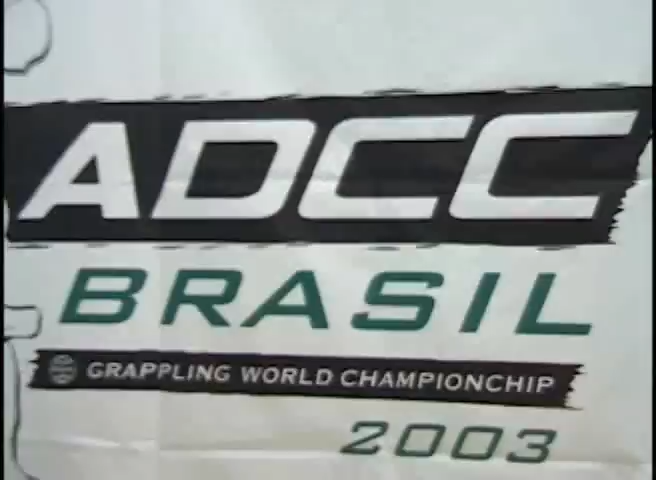 ADCC
BRASIL
GRAPPLING WORLD CHAMPIONCHIP
2003